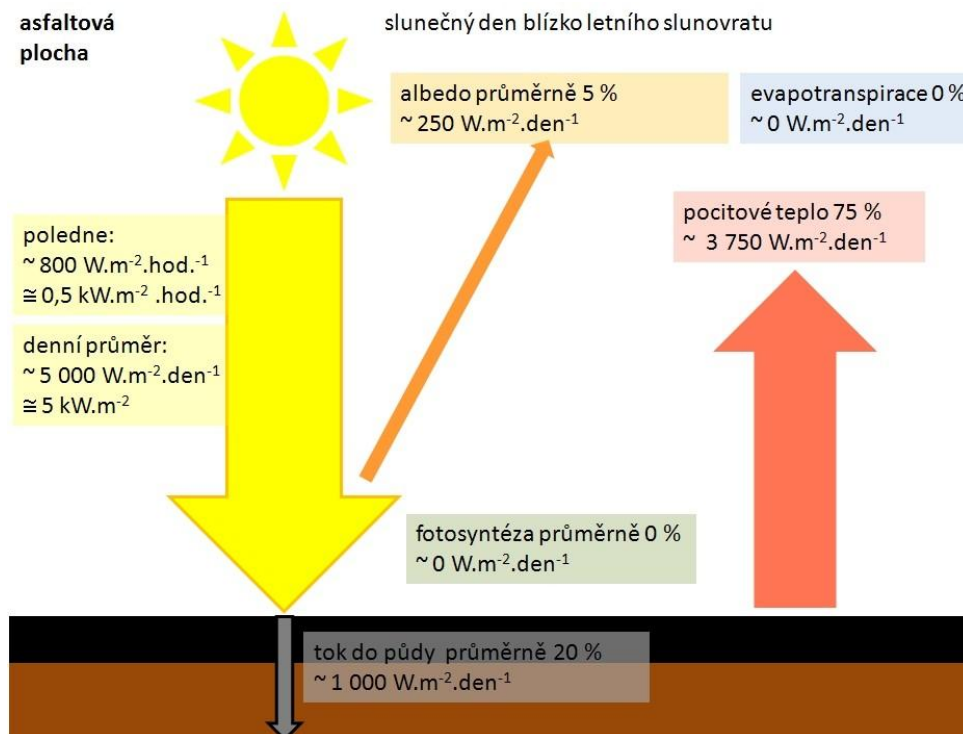 asfaltová
plocha
slunečný den blízko letního slunovratu
albedo průměrně 5 %
~ 250 W.m⁻².den⁻¹
evapotranspirace 0 %
~ 0 W.m⁻².den⁻¹
pocitové teplo 75 %
~ 3 750 W.m⁻².den⁻¹
poledne:
~ 800 W.m⁻².hod.⁻¹
≅ 0,5 kW.m⁻² .hod.⁻¹
denní průměr:
~ 5 000 W.m⁻².den⁻¹
≅ 5 kW.m⁻²
fotosyntéza průměrně 0 %
~ 0 W.m⁻².den⁻¹
tok do půdy průměrně 20 %
~ 1 000 W.m⁻².den⁻¹